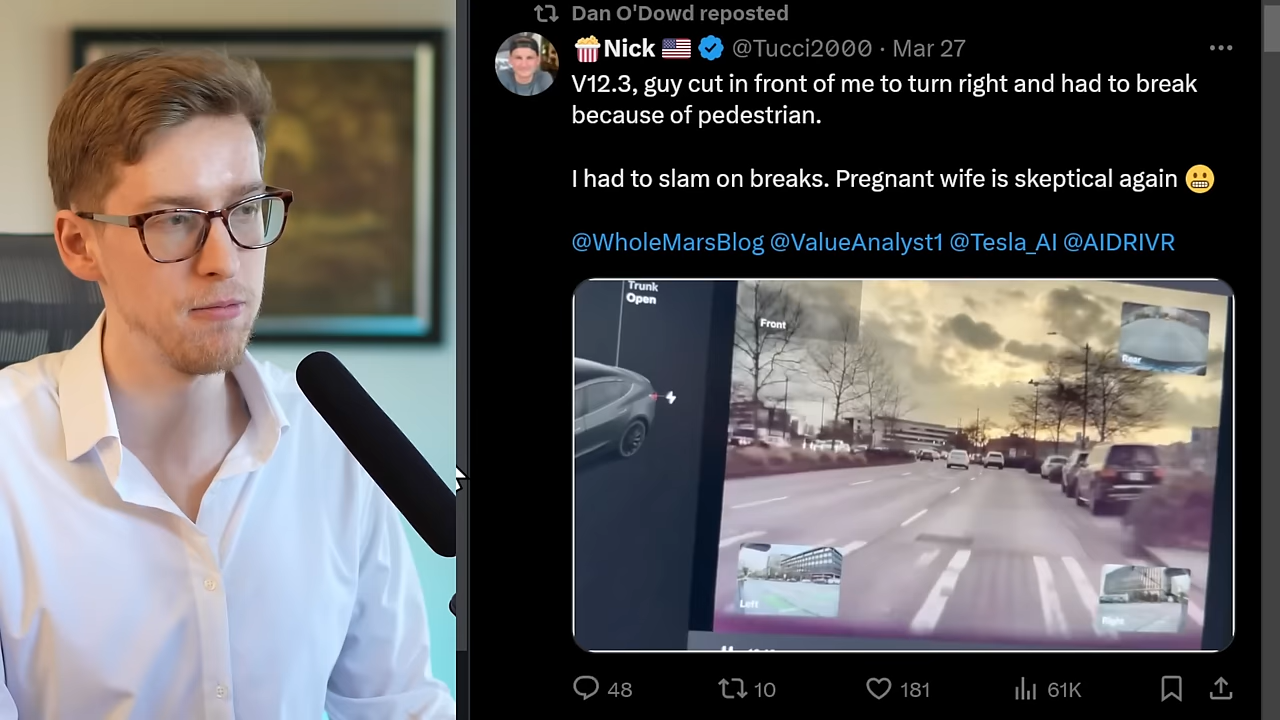 Dan O'Dowd reposted
🍿Nick 🇺🇸 @Tucci2000 · Mar 27
V12.3, guy cut in front of me to turn right and had to break
because of pedestrian.
I had to slam on breaks. Pregnant wife is skeptical again 😬
@WholeMarsBlog @ValueAnalyst1 @Tesla_AI @AIDRIVR
Trunk
Open
Front
Rear
Left
Right
48 10 181 61K